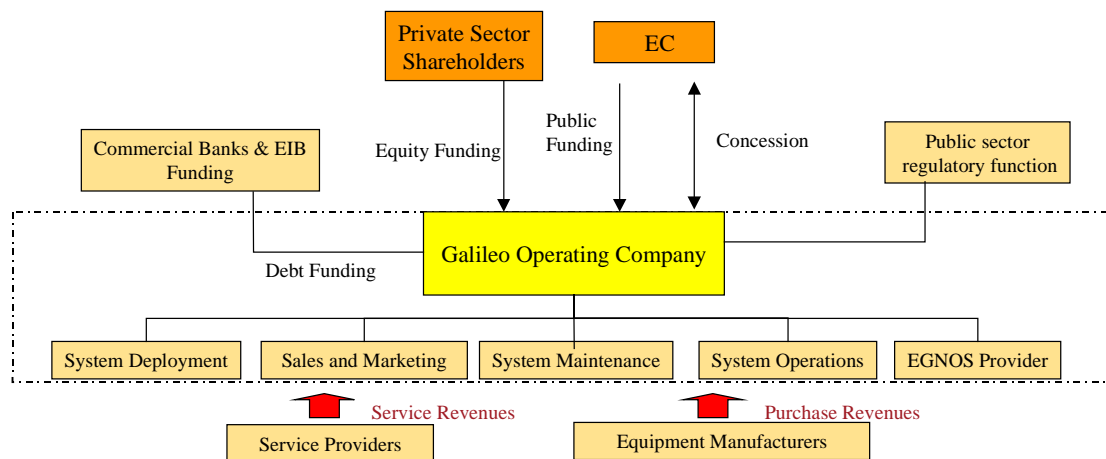 Private Sector
Shareholders
EC
Commercial Banks & EIB
Funding
Equity Funding
Public
Funding
Concession
Public sector
regulatory function
Galileo Operating Company
Debt Funding
System Deployment
Sales and Marketing
System Maintenance
System Operations
EGNOS Provider
Service Revenues
Purchase Revenues
Service Providers
Equipment Manufacturers